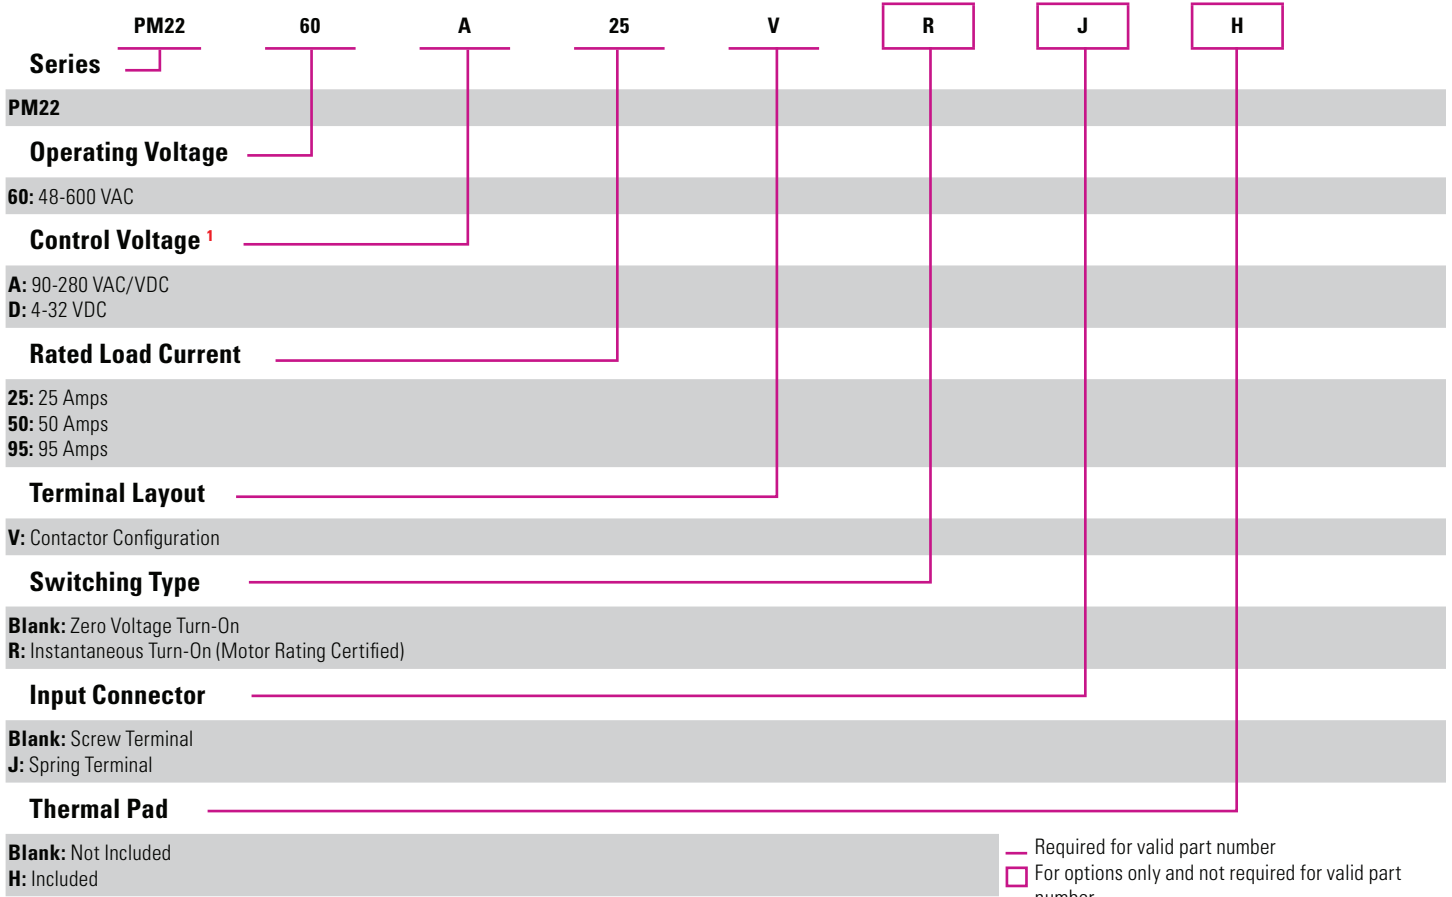 PM22 60 A 25 V R J H
Series
PM22
Operating Voltage
60: 48-600 VAC
Control Voltage 1
A: 90-280 VAC/VDC
D: 4-32 VDC
Rated Load Current
25: 25 Amps
50: 50 Amps
95: 95 Amps
Terminal Layout
V: Contactor Configuration
Switching Type
Blank: Zero Voltage Turn-On
R: Instantaneous Turn-On (Motor Rating Certified)
Input Connector
Blank: Screw Terminal
J: Spring Terminal
Thermal Pad
Blank: Not Included
H: Included
Required for valid part number
For options only and not required for valid part
number